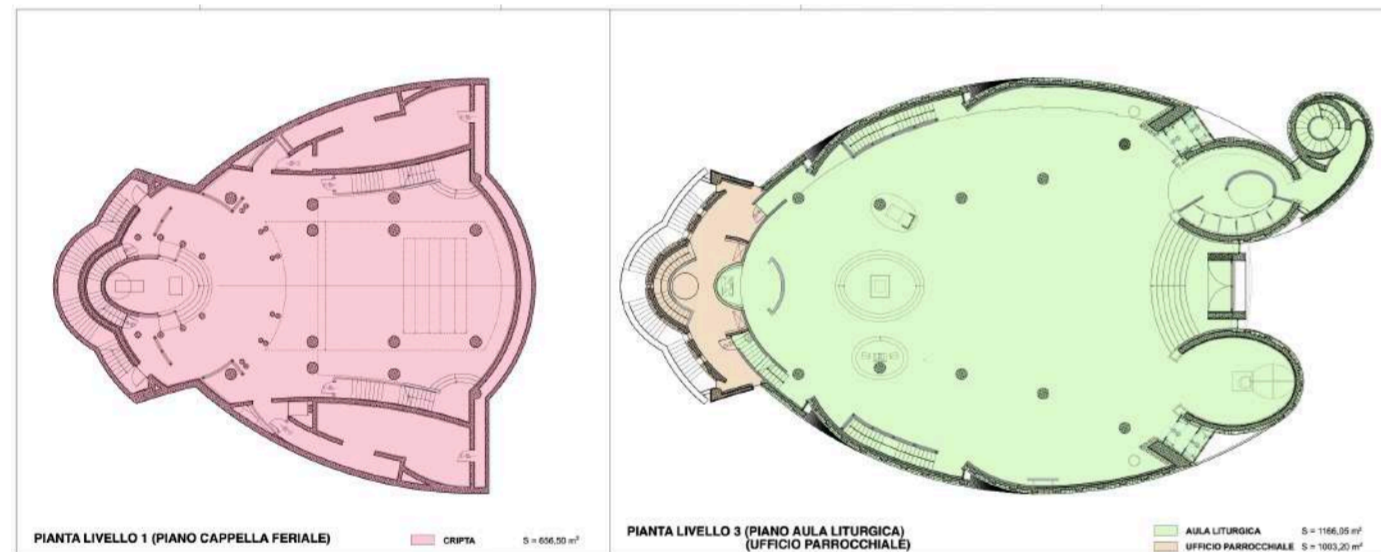 PIANTA LIVELLO 1 (PIANO CAPPELLA FERIALE)
CRIPTA S = 656,50 m²
PIANTA LIVELLO 3 (PIANO AULA LITURGICA)
(UFFICIO PARROCCHIALE)
AULA LITURGICA S = 1166,05 m²
UFFICIO PARROCCHIALE S = 1003,20 m²